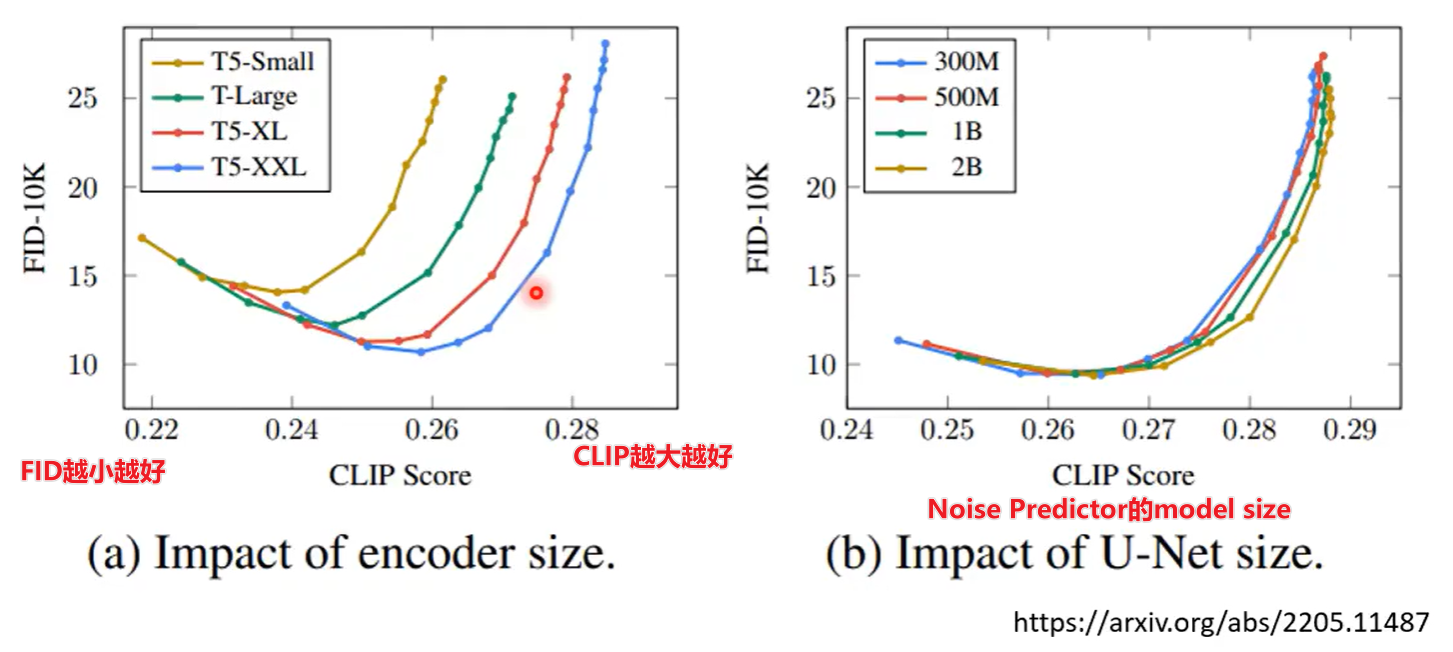 T5-Small
T-Large
T5-XL
T5-XXL
25
20
15
10
FID-10K
0.22 0.24 0.26 0.28
CLIP Score
FID越小越好
CLIP越大越好
(a) Impact of encoder size.
300M
500M
1B
2B
25
20
15
10
FID-10K
0.24 0.25 0.26 0.27 0.28 0.29
CLIP Score
Noise Predictor的model size
(b) Impact of U-Net size.
https://arxiv.org/abs/2205.11487